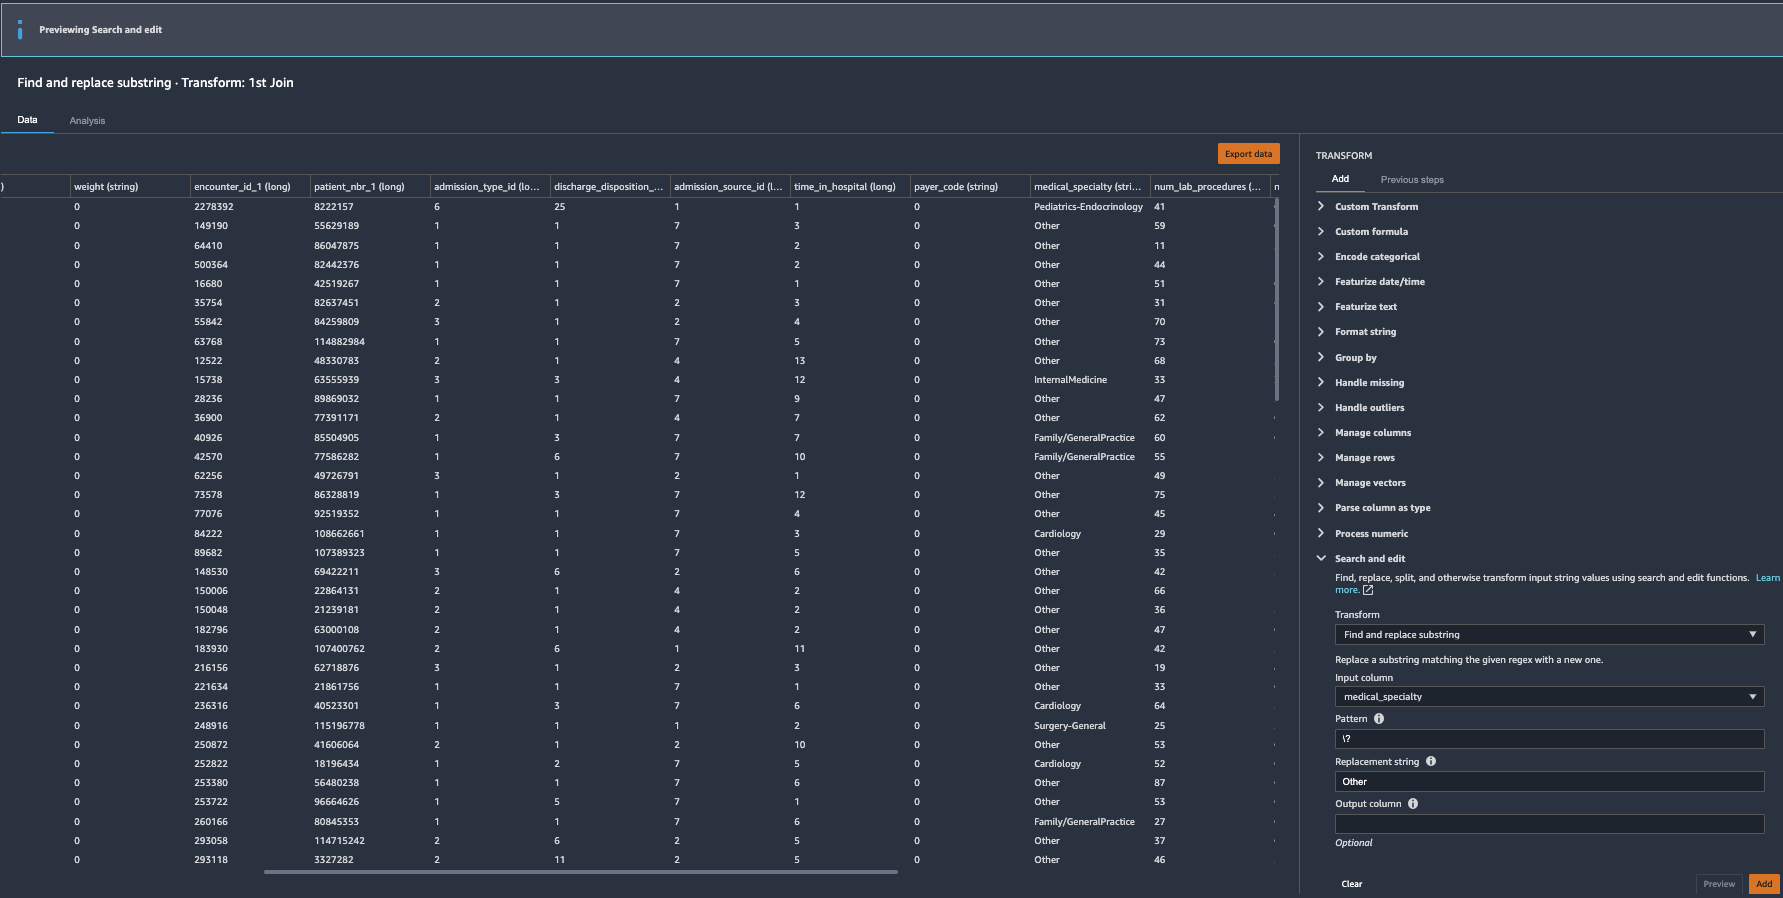 Previewing Search and edit
Find and replace substring · Transform: 1st Join
Data Analysis
Export data
) weight (string) encounter_id_1 (long) patient_nbr_1 (long) admission_type_id (lo... discharge_disposition_... admission_source_id (l... time_in_hospital (long) payer_code (string) medical_specialty (stri... num_lab_procedures (... n
0 2278392 8222157 6 25 1 1 0 Pediatrics-Endocrinology 41
0 149190 55629189 1 1 7 3 0 Other 59
0 64410 86047875 1 1 7 2 0 Other 11
0 500364 82442376 1 1 7 2 0 Other 44
0 16680 42519267 1 1 7 1 0 Other 51
0 35754 82637451 2 1 2 3 0 Other 31
0 55842 84259809 3 1 2 4 0 Other 70
0 63768 114882984 1 1 7 5 0 Other 73
0 12522 48330783 2 1 4 13 0 Other 68
0 15738 63555939 3 3 4 12 0 InternalMedicine 33
0 28236 89869032 1 1 7 9 0 Other 47
0 36900 77391171 2 1 4 7 0 Other 62
0 40926 85504905 1 3 7 7 0 Family/GeneralPractice 60
0 42570 77586282 1 6 7 10 0 Family/GeneralPractice 55
0 62256 49726791 3 1 2 1 0 Other 49
0 73578 86328819 1 3 7 12 0 Other 75
0 77076 92519352 1 1 7 4 0 Other 45
0 84222 108662661 1 1 7 3 0 Cardiology 29
0 89682 107389323 1 1 7 5 0 Other 35
0 148530 69422211 3 6 2 6 0 Other 42
0 150006 22864131 2 1 4 2 0 Other 66
0 150048 21239181 2 1 4 2 0 Other 36
0 182796 63000108 2 1 4 2 0 Other 47
0 183930 107400762 2 6 1 11 0 Other 42
0 216156 62718876 3 1 2 3 0 Other 19
0 221634 21861756 1 1 7 1 0 Other 33
0 236316 40523301 1 3 7 6 0 Cardiology 64
0 248916 115196778 1 1 1 2 0 Surgery-General 25
0 250872 41606064 2 1 2 10 0 Other 53
0 252822 18196434 1 2 7 5 0 Cardiology 52
0 253380 56480238 1 1 7 6 0 Other 87
0 253722 96664626 1 5 7 1 0 Other 53
0 260166 80845353 1 1 7 6 0 Family/GeneralPractice 27
0 293058 114715242 2 6 2 5 0 Other 37
0 293118 3327282 2 11 2 5 0 Other 46
TRANSFORM
Add Previous steps
Custom Transform
Custom formula
Encode categorical
Featurize date/time
Featurize text
Format string
Group by
Handle missing
Handle outliers
Manage columns
Manage rows
Manage vectors
Parse column as type
Process numeric
Search and edit
Find, replace, split, and otherwise transform input string values using search and edit functions. Learn
more.
Transform
Find and replace substring
Replace a substring matching the given regex with a new one.
Input column
medical_specialty
Pattern
\?
Replacement string
Other
Output column
Optional
Clear Preview Add